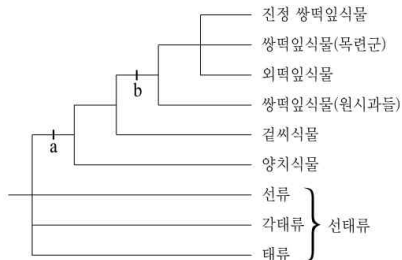 진정 쌍떡잎식물
쌍떡잎식물(목련군)
외떡잎식물
b
쌍떡잎식물(원시과들)
a
겉씨식물
양치식물
선류
각태류
선태류
태류